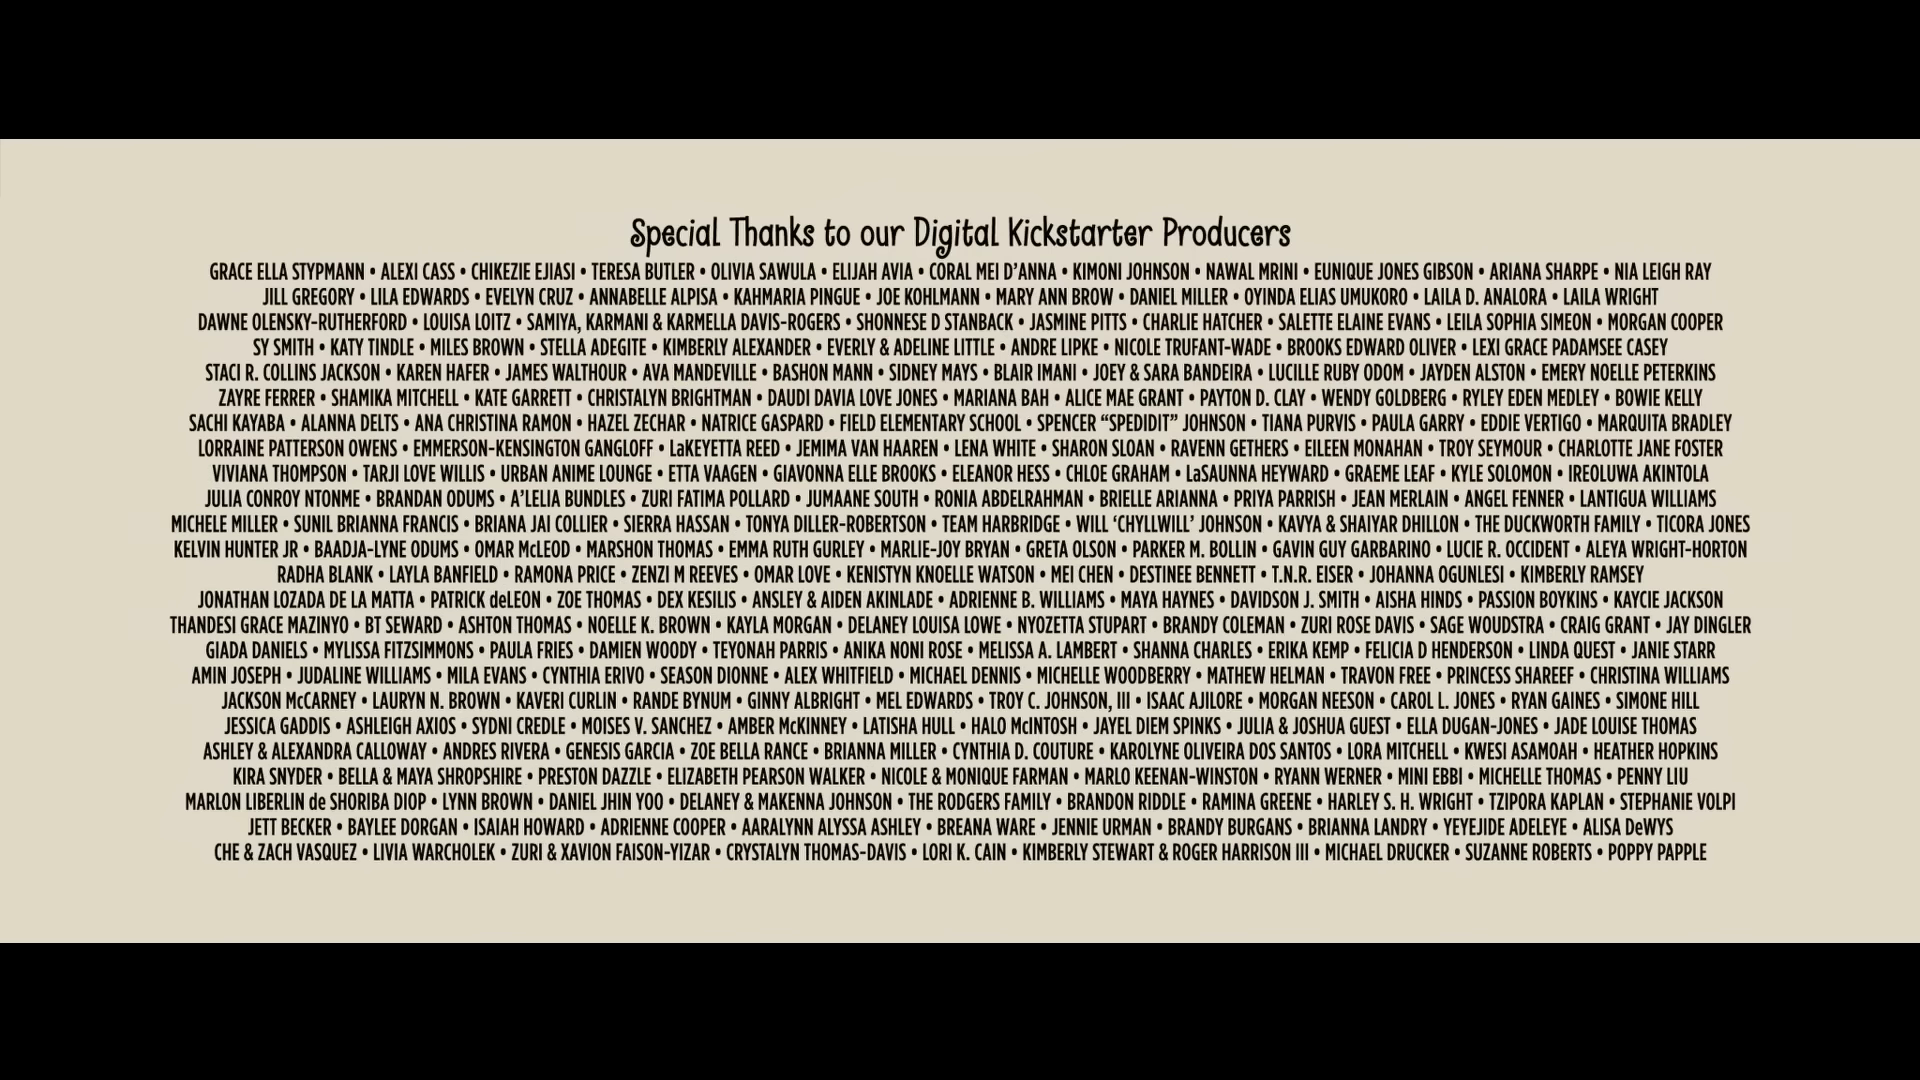 Special Thanks to our Digital Kickstarter Producers
GRACE ELLA STYPMANN • ALEXI CASS • CHIKEZIE EJIASI • TERESA BUTLER • OLIVIA SAWULA • ELIJAH AVIA • CORAL MEI D'ANNA • KIMONI JOHNSON • NAWAL MRINI • EUNIQUE JONES GIBSON • ARIANA SHARPE • NIA LEIGH RAY
JILL GREGORY • LILA EDWARDS • EVELYN CRUZ • ANNABELLE ALPISA • KAHMARIA PINGUE • JOE KOHLMANN • MARY ANN BROW • DANIEL MILLER • OYINDA ELIAS UMUKORO • LAILA D. ANALORA • LAILA WRIGHT
DAWNE OLENSKY-RUTHERFORD • LOUISA LOITZ • SAMIYA, KARMANI & KARMELLA DAVIS-ROGERS • SHONNESE D STANBACK • JASMINE PITTS • CHARLIE HATCHER • SALETTE ELAINE EVANS • LEILA SOPHIA SIMEON • MORGAN COOPER
SY SMITH • KATY TINDLE • MILES BROWN • STELLA ADEGITE • KIMBERLY ALEXANDER • EVERLY & ADELINE LITTLE • ANDRE LIPKE • NICOLE TRUFANT-WADE • BROOKS EDWARD OLIVER • LEXI GRACE PADAMSEE CASEY
STACI R. COLLINS JACKSON • KAREN HAFER • JAMES WALTHOUR • AVA MANDEVILLE • BASHON MANN • SIDNEY MAYS • BLAIR IMANI • JOEY & SARA BANDEIRA • LUCILLE RUBY ODOM • JAYDEN ALSTON • EMERY NOELLE PETERKINS
ZAYRE FERRER • SHAMIKA MITCHELL • KATE GARRETT • CHRISTALYN BRIGHTMAN • DAUDI DAVIA LOVE JONES • MARIANA BAH • ALICE MAE GRANT • PAYTON D. CLAY • WENDY GOLDBERG • RYLEY EDEN MEDLEY • BOWIE KELLY
SACHI KAYABA • ALANNA DELTS • ANA CHRISTINA RAMON • HAZEL ZECHAR • NATRICE GASPARD • FIELD ELEMENTARY SCHOOL • SPENCER “SPEDIDIT” JOHNSON • TIANA PURVIS • PAULA GARRY • EDDIE VERTIGO • MARQUITA BRADLEY
LORRAINE PATTERSON OWENS • EMMERSON-KENSINGTON GANGLOFF • LaKEYETTA REED • JEMIMA VAN HAAREN • LENA WHITE • SHARON SLOAN • RAVENN GETHERS • EILEEN MONAHAN • TROY SEYMOUR • CHARLOTTE JANE FOSTER
VIVIANA THOMPSON • TARJI LOVE WILLIS • URBAN ANIME LOUNGE • ETTA VAAGEN • GIAVONNA ELLE BROOKS • ELEANOR HESS • CHLOE GRAHAM • LaSAUNNA HEYWARD • GRAEME LEAF • KYLE SOLOMON • IREOLUWA AKINTOLA
JULIA CONROY NTONME • BRANDAN ODUMS • A'LELIA BUNDLES • ZURI FATIMA POLLARD • JUMAANE SOUTH • RONIA ABDELRAHMAN • BRIELLE ARIANNA • PRIYA PARRISH • JEAN MERLAIN • ANGEL FENNER • LANTIGUA WILLIAMS
MICHELE MILLER • SUNIL BRIANNA FRANCIS • BRIANA JAI COLLIER • SIERRA HASSAN • TONYA DILLER-ROBERTSON • TEAM HARBRIDGE • WILL ‘CHYLLWILL’ JOHNSON • KAVYA & SHAIYAR DHILLON • THE DUCKWORTH FAMILY • TICORA JONES
KELVIN HUNTER JR • BAADJA-LYNE ODUMS • OMAR McLEOD • MARSHON THOMAS • EMMA RUTH GURLEY • MARLIE-JOY BRYAN • GRETA OLSON • PARKER M. BOLLIN • GAVIN GUY GARBARINO • LUCIE R. OCCIDENT • ALEYA WRIGHT-HORTON
RADHA BLANK • LAYLA BANFIELD • RAMONA PRICE • ZENZI M REEVES • OMAR LOVE • KENISTYN KNOELLE WATSON • MEI CHEN • DESTINEE BENNETT • T.N.R. EISER • JOHANNA OGUNLESI • KIMBERLY RAMSEY
JONATHAN LOZADA DE LA MATTA • PATRICK deLEON • ZOE THOMAS • DEX KESILIS • ANSLEY & AIDEN AKINLADE • ADRIENNE B. WILLIAMS • MAYA HAYNES • DAVIDSON J. SMITH • AISHA HINDS • PASSION BOYKINS • KAYCIE JACKSON
THANDESI GRACE MAZINYO • BT SEWARD • ASHTON THOMAS • NOELLE K. BROWN • KAYLA MORGAN • DELANEY LOUISA LOWE • NYOZETTA STUPART • BRANDY COLEMAN • ZURI ROSE DAVIS • SAGE WOUDSTRA • CRAIG GRANT • JAY DINGLER
GIADA DANIELS • MYLISSA FITZSIMMONS • PAULA FRIES • DAMIEN WOODY • TEYONAH PARRIS • ANIKA NONI ROSE • MELISSA A. LAMBERT • SHANNA CHARLES • ERIKA KEMP • FELICIA D HENDERSON • LINDA QUEST • JANIE STARR
AMIN JOSEPH • JUDALINE WILLIAMS • MILA EVANS • CYNTHIA ERIVO • SEASON DIONNE • ALEX WHITFIELD • MICHAEL DENNIS • MICHELLE WOODBERRY • MATHEW HELMAN • TRAVON FREE • PRINCESS SHAREEF • CHRISTINA WILLIAMS
JACKSON McCARNEY • LAURYN N. BROWN • KAVERI CURLIN • RANDE BYNUM • GINNY ALBRIGHT • MEL EDWARDS • TROY C. JOHNSON, III • ISAAC AJILORE • MORGAN NEESON • CAROL L. JONES • RYAN GAINES • SIMONE HILL
JESSICA GADDIS • ASHLEIGH AXIOS • SYDNI CREDLE • MOISES V. SANCHEZ • AMBER McKINNEY • LATISHA HULL • HALO McINTOSH • JAYEL DIEM SPINKS • JULIA & JOSHUA GUEST • ELLA DUGAN-JONES • JADE LOUISE THOMAS
ASHLEY & ALEXANDRA CALLOWAY • ANDRES RIVERA • GENESIS GARCIA • ZOE BELLA RANCE • BRIANNA MILLER • CYNTHIA D. COUTURE • KAROLYNE OLIVEIRA DOS SANTOS • LORA MITCHELL • KWESI ASAMOAH • HEATHER HOPKINS
KIRA SNYDER • BELLA & MAYA SHROPSHIRE • PRESTON DAZZLE • ELIZABETH PEARSON WALKER • NICOLE & MONIQUE FARMAN • MARLO KEENAN-WINSTON • RYANN WERNER • MINI EBBI • MICHELLE THOMAS • PENNY LIU
MARLON LIBERLIN de SHORIBA DIOP • LYNN BROWN • DANIEL JHIN YOO • DELANEY & MAKENNA JOHNSON • THE RODGERS FAMILY • BRANDON RIDDLE • RAMINA GREENE • HARLEY S. H. WRIGHT • TZIPORA KAPLAN • STEPHANIE VOLPI
JETT BECKER • BAYLEE DORGAN • ISAIAH HOWARD • ADRIENNE COOPER • AARALYNN ALYSSA ASHLEY • BREANA WARE • JENNIE URMAN • BRANDY BURGANS • BRIANNA LANDRY • YEYEJIDE ADELEYE • ALISA DeWYS
CHE & ZACH VASQUEZ • LIVIA WARCHOLEK • ZURI & XAVION FAISON-YIZAR • CRYSTALYN THOMAS-DAVIS • LORI K. CAIN • KIMBERLY STEWART & ROGER HARRISON III • MICHAEL DRUCKER • SUZANNE ROBERTS • POPPY PAPPLE